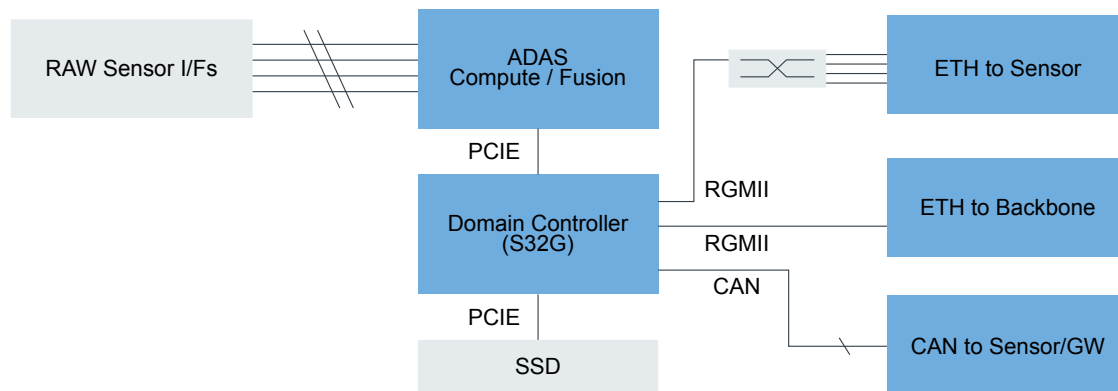 RAW Sensor I/Fs
ADAS
Compute / Fusion
ETH to Sensor
PCIE
RGMII
ETH to Backbone
Domain Controller
(S32G)
RGMII
CAN
PCIE
CAN to Sensor/GW
SSD